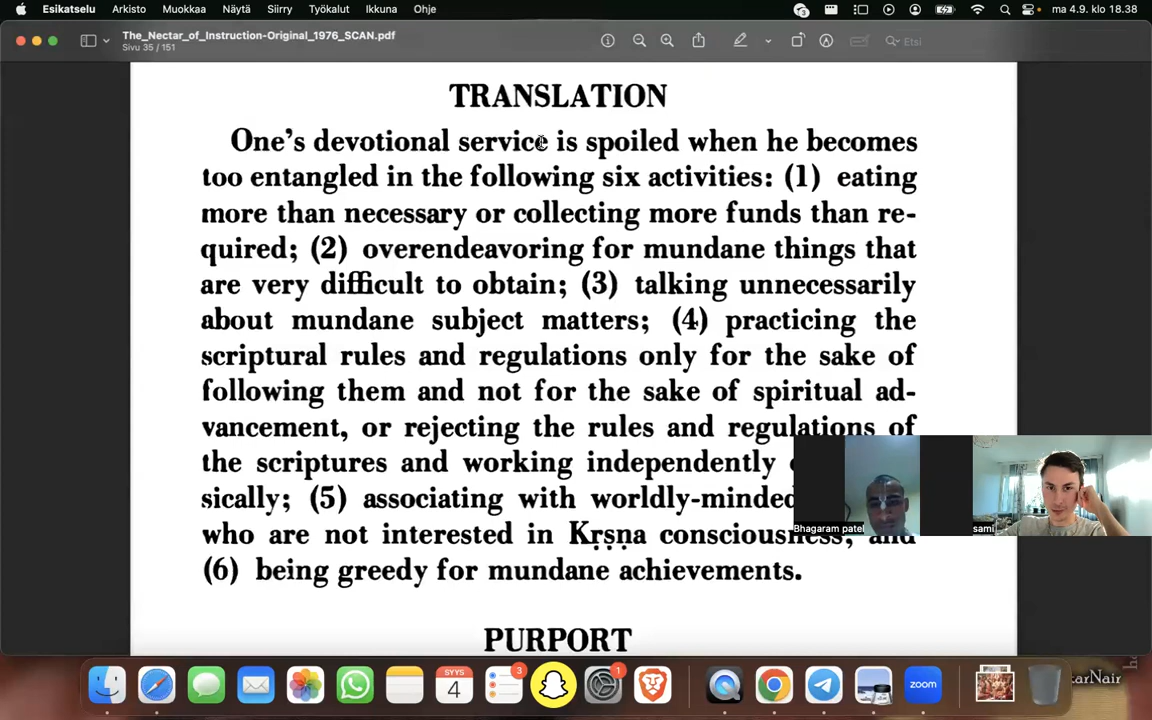 Esikatselu Arkisto Muokkaa Näytä Siirry Työkalut Ikkuna Ohje 3 ma 4.9. klo 18.38
The_Nectar_of_Instruction-Original_1976_SCAN.pdf
Sivu 35 / 151
Etsi
TRANSLATION
One's devotional service is spoiled when he becomes
too entangled in the following six activities: (1) eating
more than necessary or collecting more funds than re-
quired; (2) overendeavoring for mundane things that
are very difficult to obtain; (3) talking unnecessarily
about mundane subject matters; (4) practicing the
scriptural rules and regulations only for the sake of
following them and not for the sake of spiritual ad-
vancement, or rejecting the rules and regulations of
the scriptures and working independently
sically; (5) associating with worldly-minded
who are not interested in Kṛṣṇa consciousness; and
(6) being greedy for mundane achievements.
PURPORT
Bhagaram patel
sami
SYYS
4
3
1
zoom